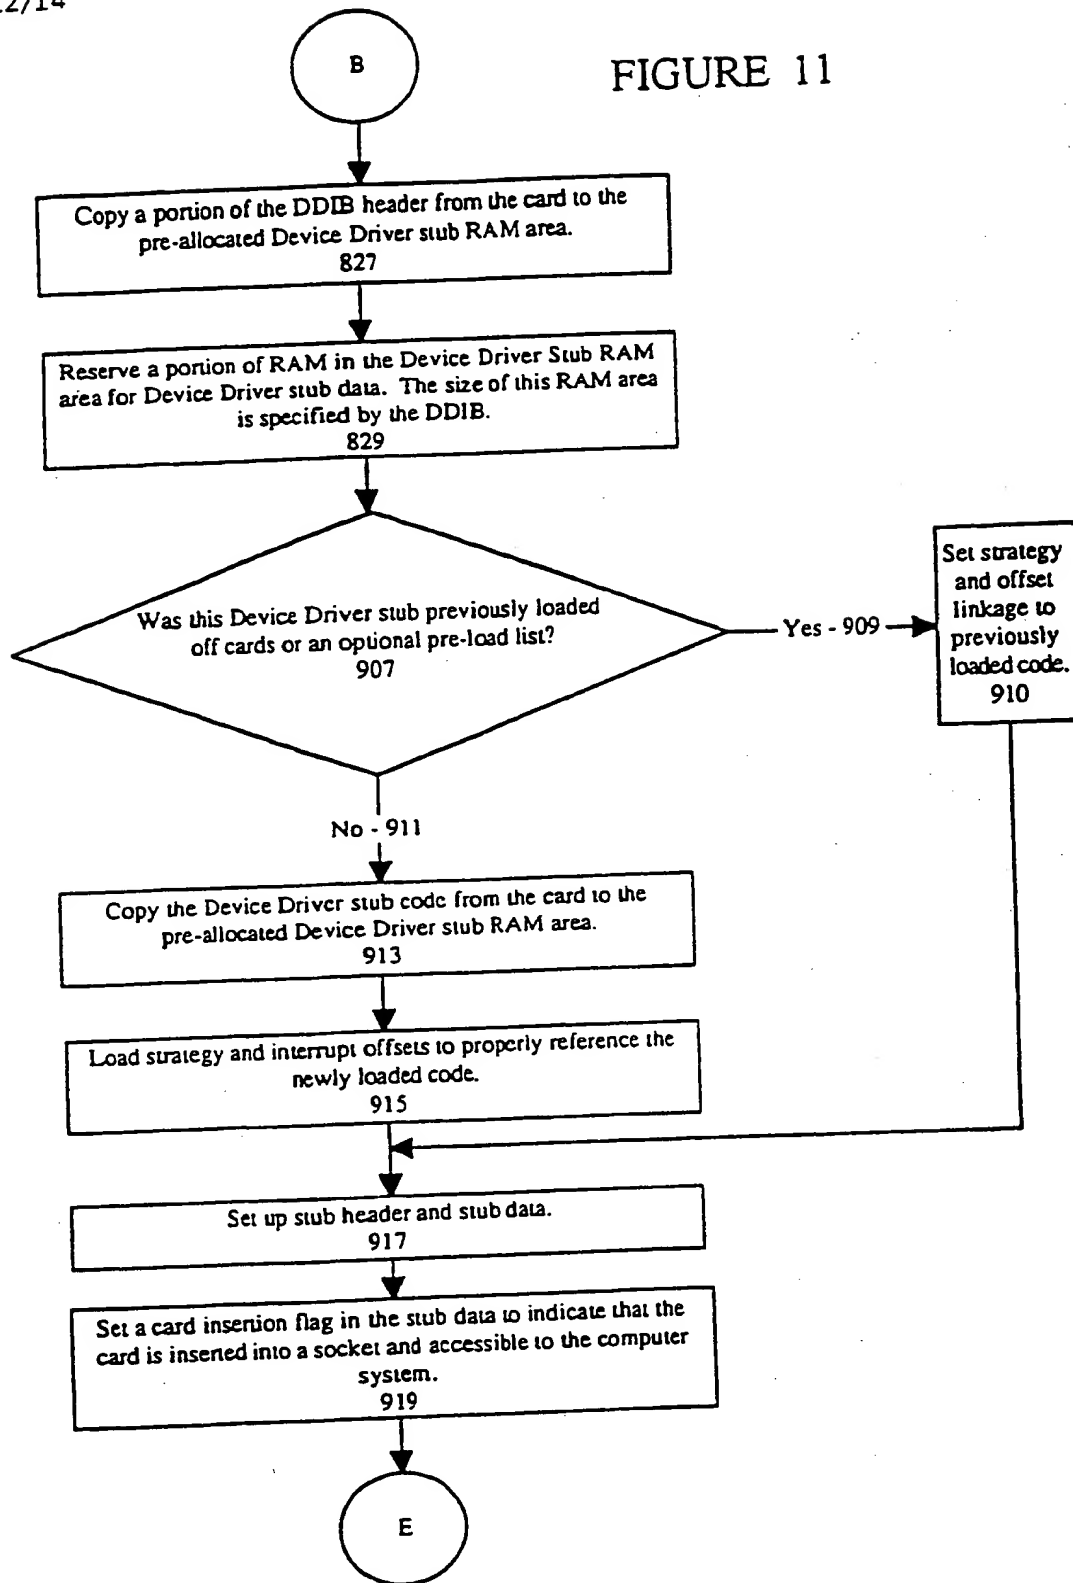 12/14
B
FIGURE 11
Copy a portion of the DDIB header from the card to the
pre-allocated Device Driver stub RAM area.
827
Reserve a portion of RAM in the Device Driver Stub RAM
area for Device Driver stub data. The size of this RAM area
is specified by the DDIB.
829
Was this Device Driver stub previously loaded
off cards or an optional pre-load list?
907
Yes - 909
Set strategy
and offset
linkage to
previously
loaded code.
910
No - 911
Copy the Device Driver stub code from the card to the
pre-allocated Device Driver stub RAM area.
913
Load strategy and interrupt offsets to properly reference the
newly loaded code.
915
Set up stub header and stub data.
917
Set a card insertion flag in the stub data to indicate that the
card is inserted into a socket and accessible to the computer
system.
919
E